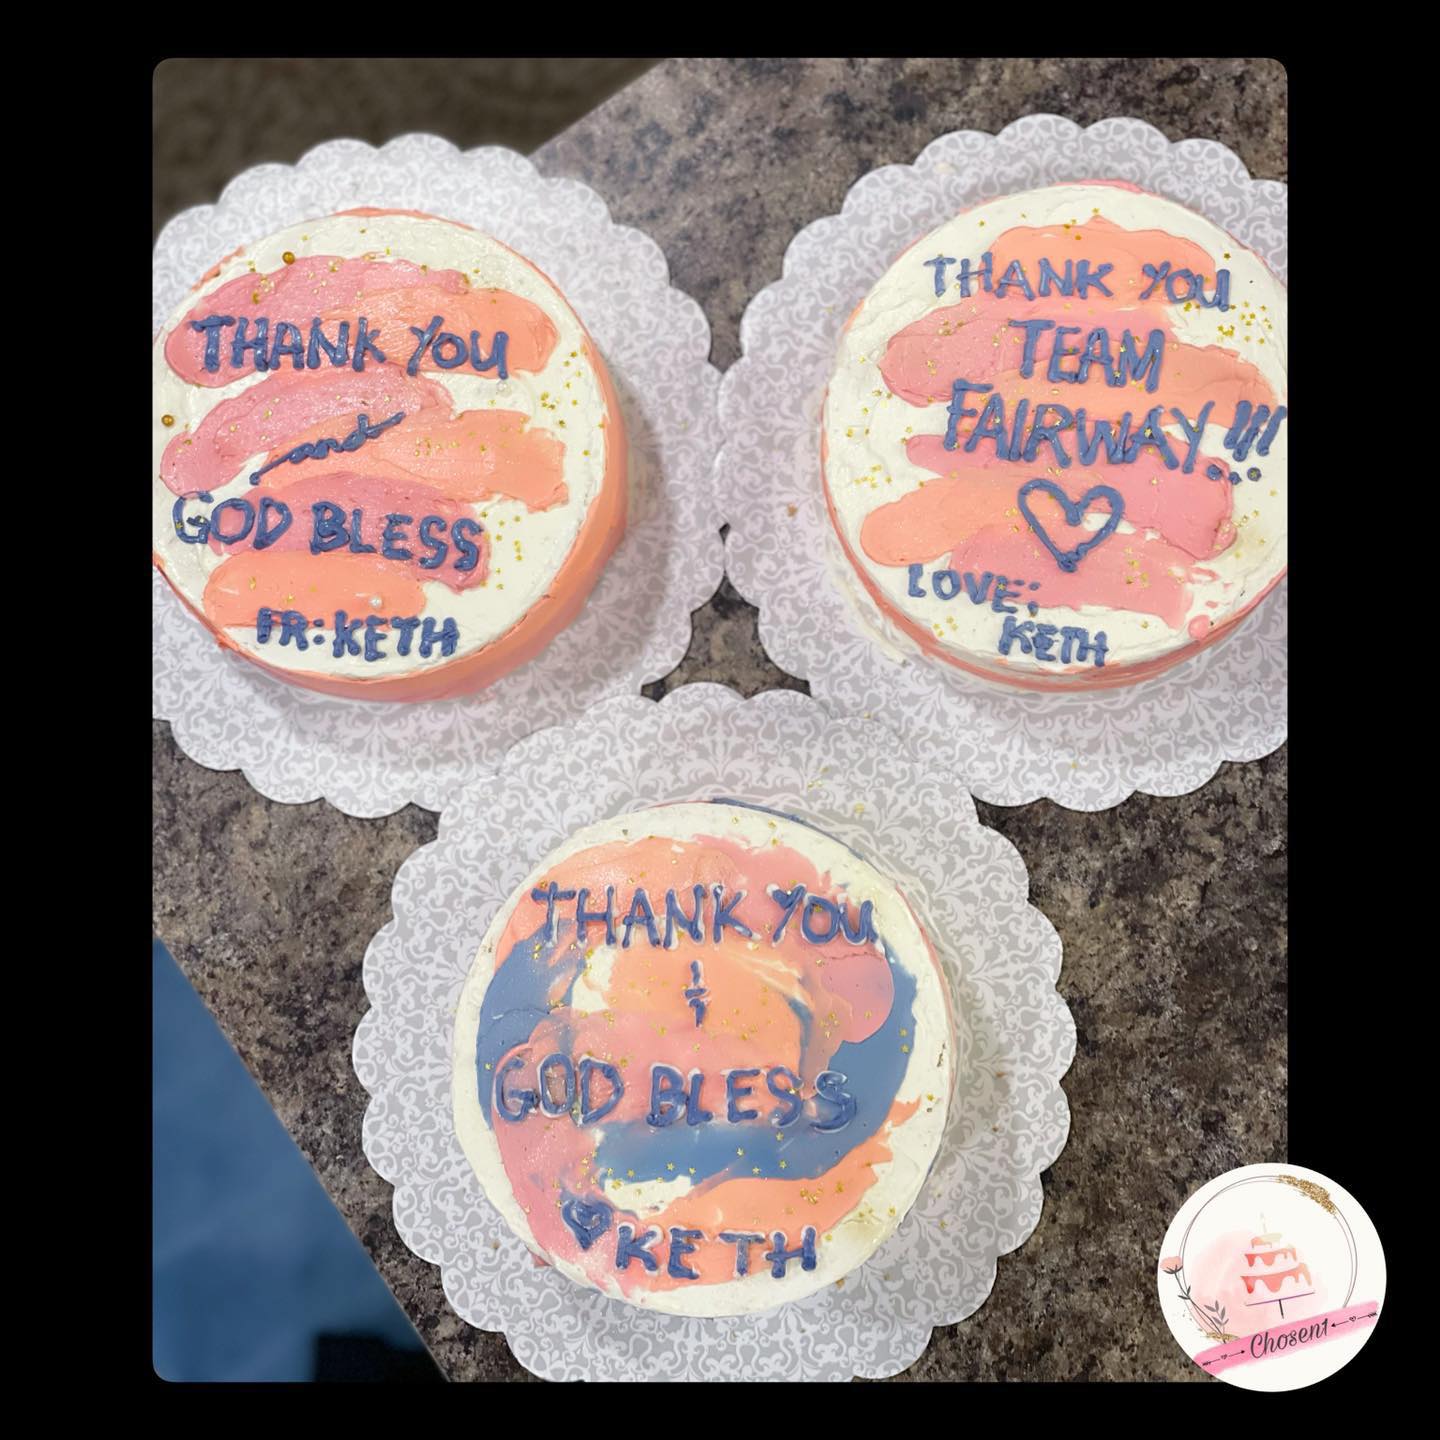 THANK YOU
and
GOD BLESS
FR: KETH
THANK YOU
TEAM
FAIRWAY!!!
LOVE;
KETH
THANK YOU
&
GOD BLESS
KETH
Chosen1